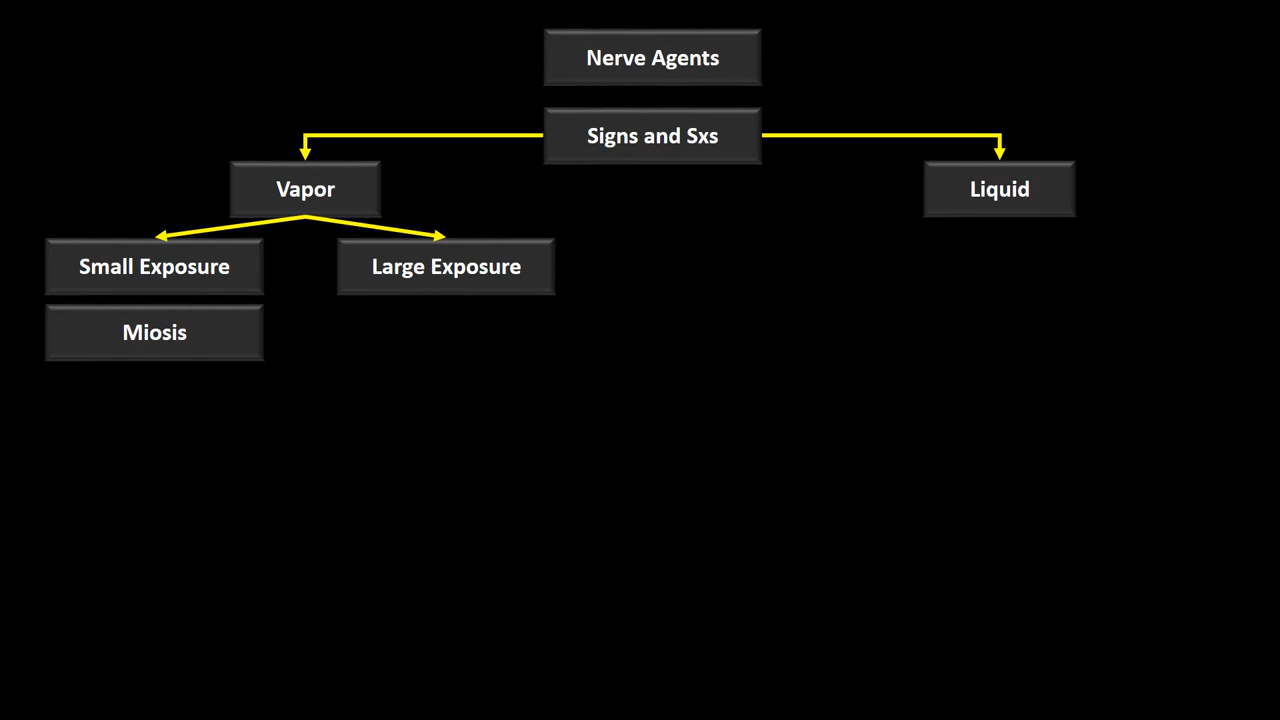 Nerve Agents
Signs and Sxs
Vapor
Liquid
Small Exposure
Large Exposure
Miosis